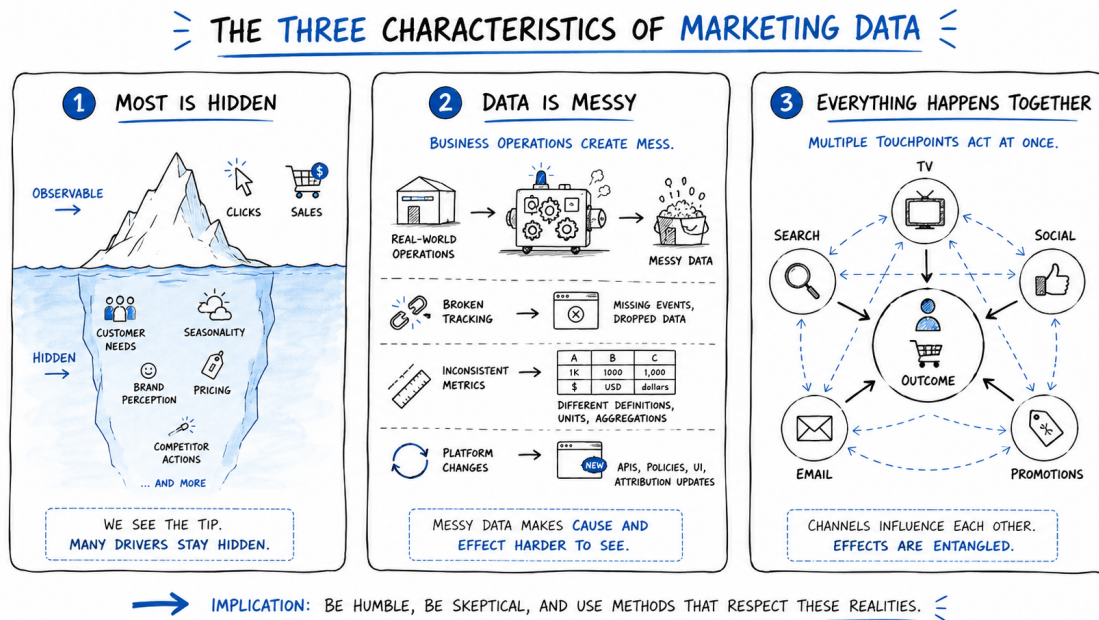 THE THREE CHARACTERISTICS OF MARKETING DATA
1 MOST IS HIDDEN
OBSERVABLE
CLICKS
$
SALES
HIDDEN
CUSTOMER
NEEDS
SEASONALITY
BRAND
PERCEPTION
PRICING
COMPETITOR
ACTIONS
... AND MORE
WE SEE THE TIP.
MANY DRIVERS STAY HIDDEN.
2 DATA IS MESSY
BUSINESS OPERATIONS CREATE MESS.
REAL-WORLD
OPERATIONS
MESSY DATA
BROKEN
TRACKING
MISSING EVENTS,
DROPPED DATA
INCONSISTENT
METRICS
A B C
1K 1000 1,000
$ USD dollars
DIFFERENT DEFINITIONS,
UNITS, AGGREGATIONS
PLATFORM
CHANGES
NEW
APIS, POLICIES, UI,
ATTRIBUTION UPDATES
MESSY DATA MAKES CAUSE AND
EFFECT HARDER TO SEE.
3 EVERYTHING HAPPENS TOGETHER
MULTIPLE TOUCHPOINTS ACT AT ONCE.
TV
SEARCH
SOCIAL
OUTCOME
EMAIL
PROMOTIONS
CHANNELS INFLUENCE EACH OTHER.
EFFECTS ARE ENTANGLED.
IMPLICATION: BE HUMBLE, BE SKEPTICAL, AND USE METHODS THAT RESPECT THESE REALITIES.